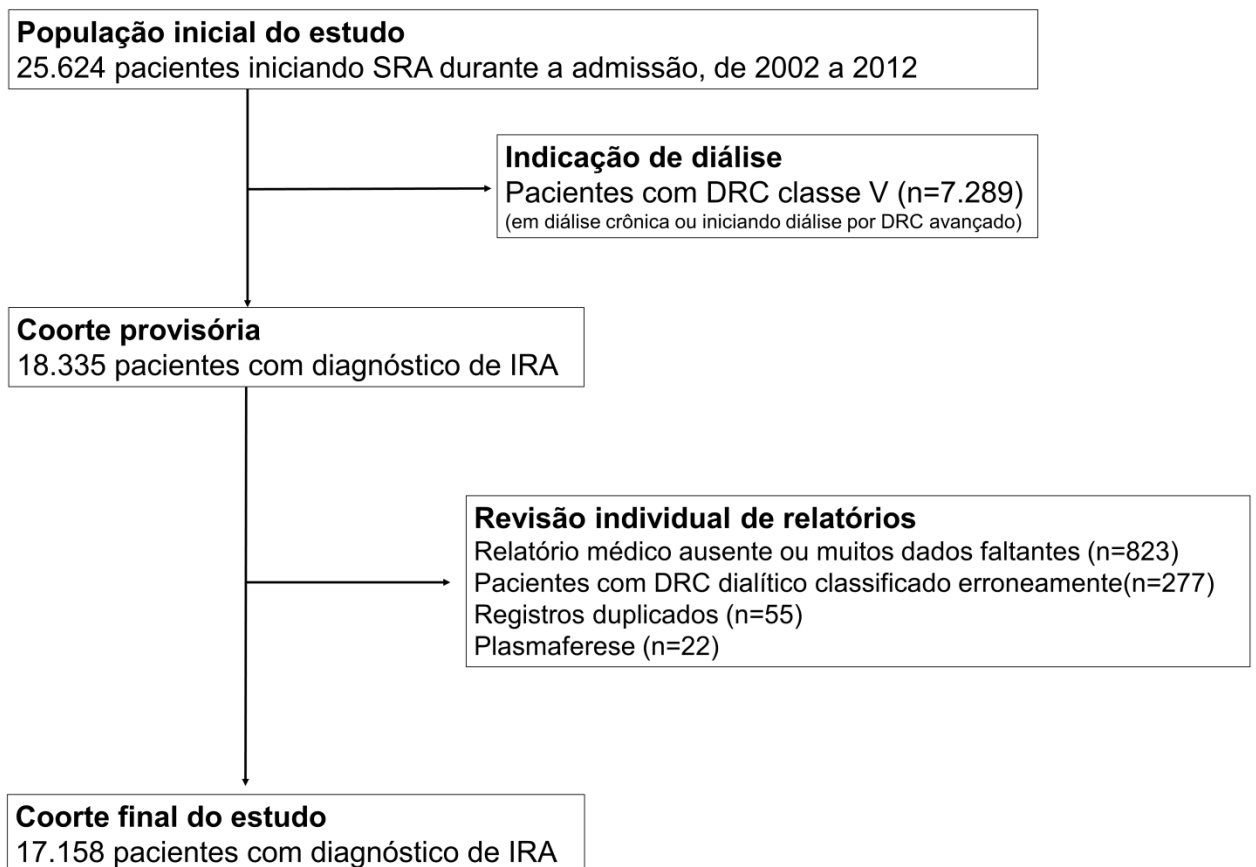 População inicial do estudo
25.624 pacientes iniciando SRA durante a admissão, de 2002 a 2012
Indicação de diálise
Pacientes com DRC classe V (n=7.289)
(em diálise crônica ou iniciando diálise por DRC avançado)
Coorte provisória
18.335 pacientes com diagnóstico de IRA
Revisão individual de relatórios
Relatório médico ausente ou muitos dados faltantes (n=823)
Pacientes com DRC dialítico classificado erroneamente(n=277)
Registros duplicados (n=55)
Plasmaferese (n=22)
Coorte final do estudo
17.158 pacientes com diagnóstico de IRA